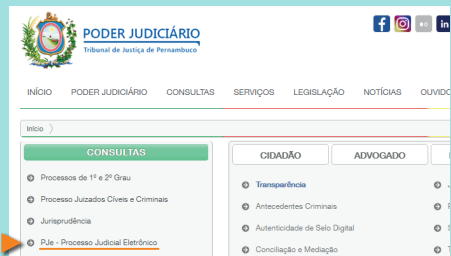 PODER JUDICIÁRIO
Tribunal de Justiça de Pernambuco
INÍCIO PODER JUDICIÁRIO CONSULTAS SERVIÇOS LEGISLAÇÃO NOTÍCIAS OUVIDO
Início
CONSULTAS
Processos de 1º e 2º Grau
Processo Juizados Cíveis e Criminais
Jurisprudência
PJe - Processo Judicial Eletrônico
CIDADÃO ADVOGADO
Transparência
Antecedentes Criminais
Autenticidade de Selo Digital
Conciliação e Mediação